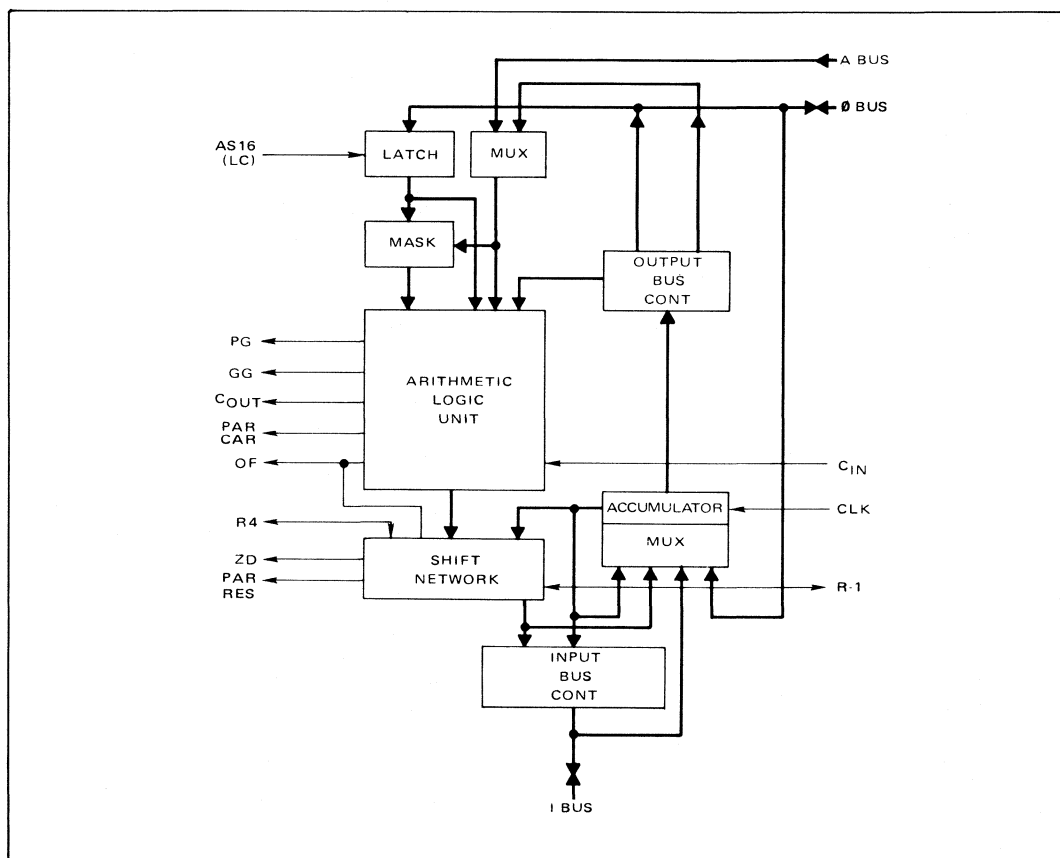 A BUS
Ø BUS
AS16
(LC)
LATCH
MUX
MASK
OUTPUT
BUS
CONT
PG
GG
COUT
PAR
CAR
OF
ARITHMETIC
LOGIC
UNIT
CIN
R4
ZD
PAR
RES
SHIFT
NETWORK
ACCUMULATOR
MUX
CLK
R-1
INPUT
BUS
CONT
I BUS